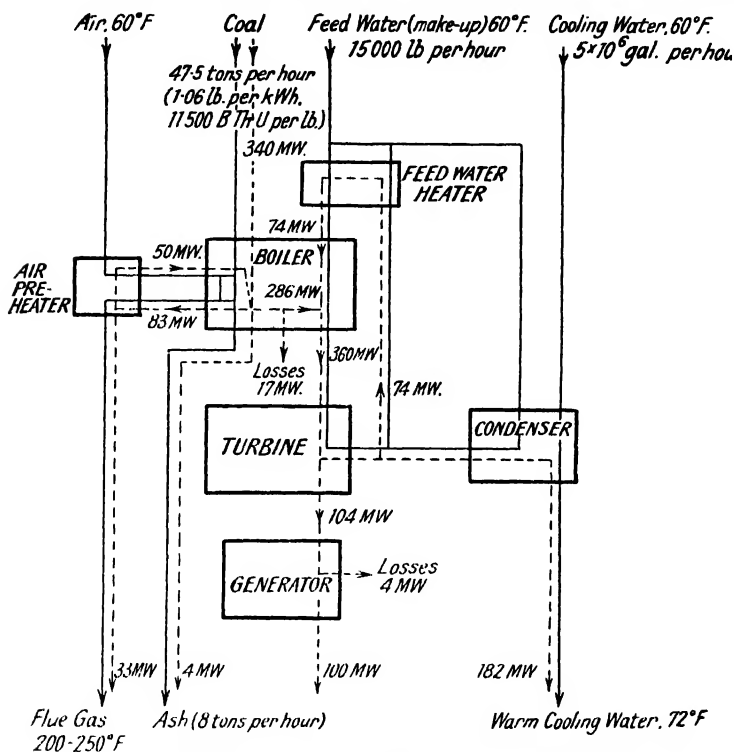 Air, 60°F
Coal
Feed Water (make-up) 60°F.
15000 lb per hour
Cooling Water, 60°F.
5×10⁶ gal. per hou
47·5 tons per hour
(1·06 lb. per kWh,
11500 B Th U per lb.)
340 MW.
FEED WATER
HEATER
74 MW
BOILER
50 MW.
AIR
PRE-
HEATER
286 MW
83 MW
Losses
17 MW.
360 MW
74 MW.
TURBINE
CONDENSER
104 MW
GENERATOR
Losses
4 MW
33 MW
4 MW
100 MW
182 MW
Flue Gas
200-250°F
Ash (8 tons per hour)
Warm Cooling Water, 72°F